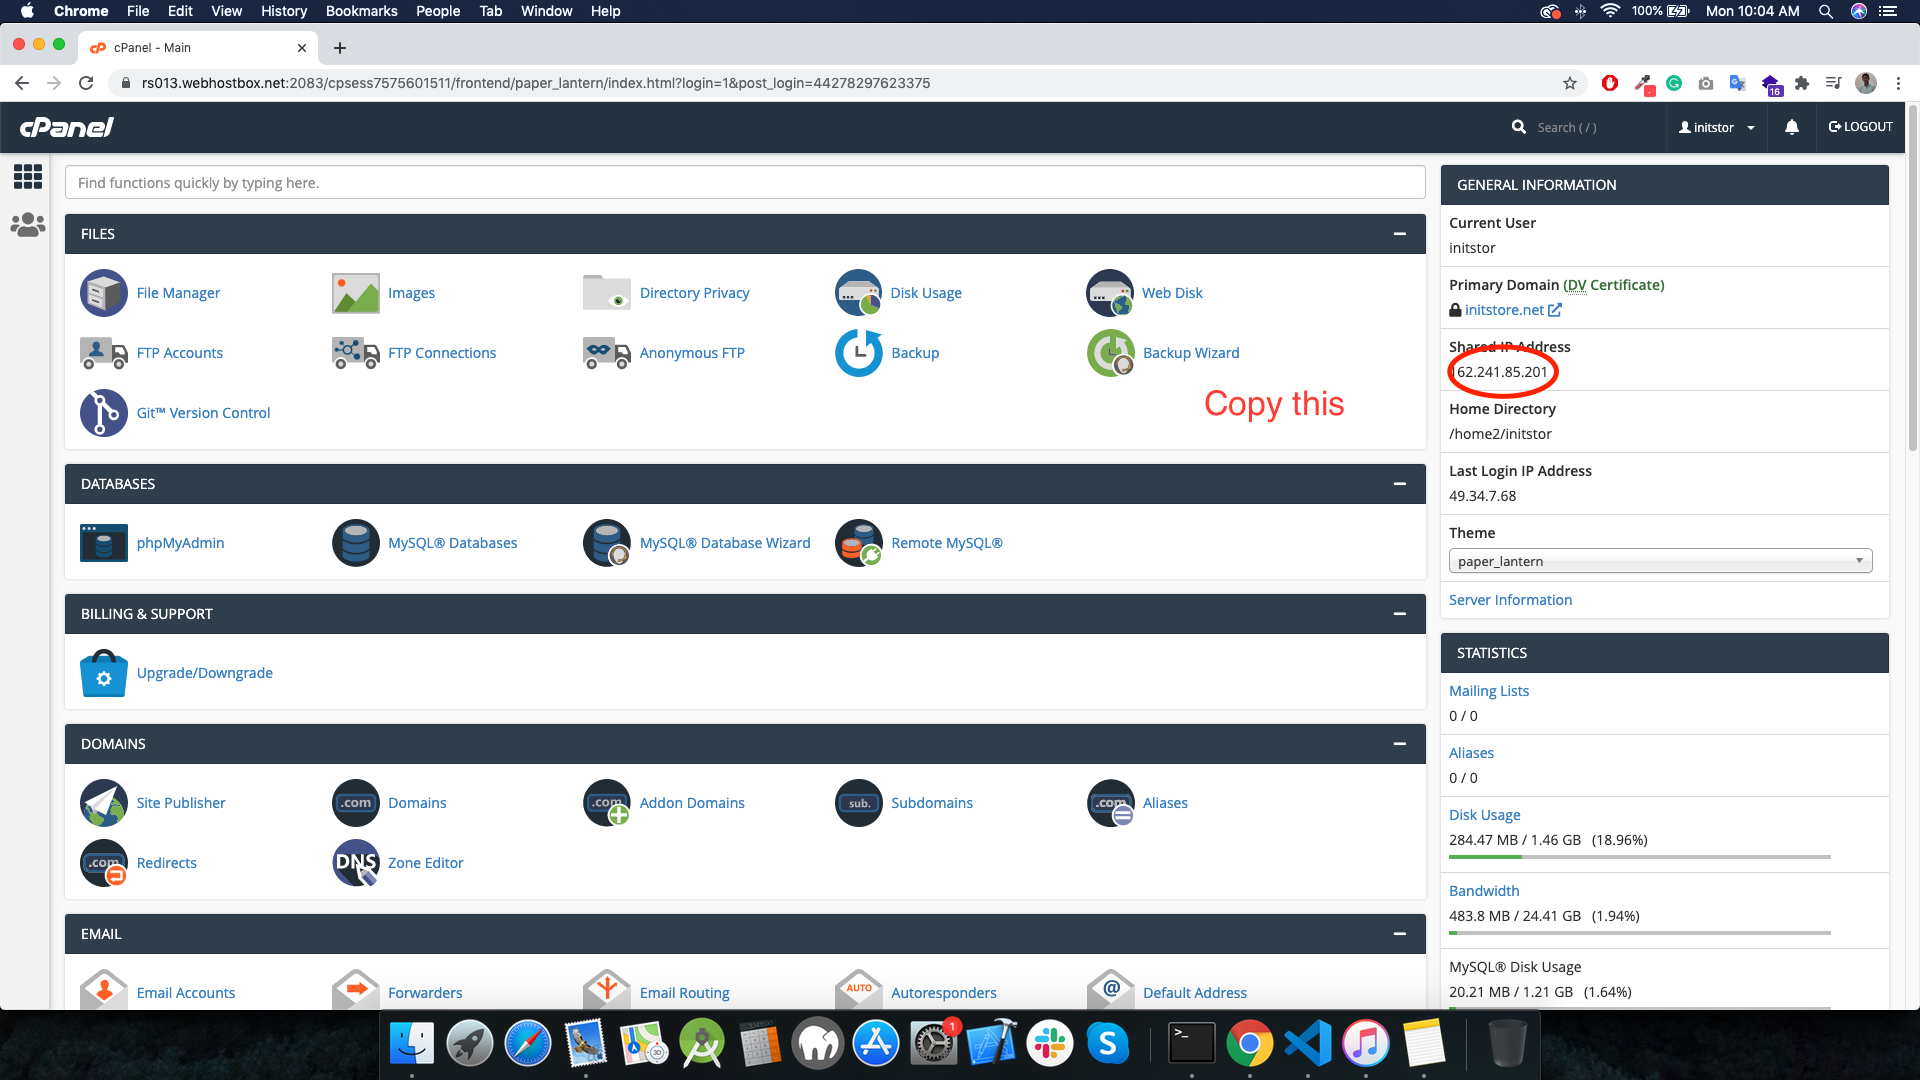 Chrome File Edit View History Bookmarks People Tab Window Help
100% Mon 10:04 AM
cPanel - Main
rs013.webhostbox.net:2083/cpsess7575601511/frontend/paper_lantern/index.html?login=1&post_login=44278297623375
16
cPanel
Search ( / )
initstor
LOGOUT
Find functions quickly by typing here.
FILES
File Manager
Images
Directory Privacy
Disk Usage
Web Disk
FTP Accounts
FTP Connections
Anonymous FTP
Backup
Backup Wizard
Git™ Version Control
Copy this
DATABASES
phpMyAdmin
MySQL® Databases
MySQL® Database Wizard
Remote MySQL®
BILLING & SUPPORT
Upgrade/Downgrade
DOMAINS
Site Publisher
.com
Domains
.com
Addon Domains
sub.
Subdomains
.com
Aliases
.com
Redirects
DNS
Zone Editor
EMAIL
Email Accounts
Forwarders
Email Routing
AUTO
Autoresponders
@
Default Address
GENERAL INFORMATION
Current User
initstor
Primary Domain (DV Certificate)
initstore.net
Shared IP Address
162.241.85.201
Home Directory
/home2/initstor
Last Login IP Address
49.34.7.68
Theme
paper_lantern
Server Information
STATISTICS
Mailing Lists
0 / 0
Aliases
0 / 0
Disk Usage
284.47 MB / 1.46 GB (18.96%)
Bandwidth
483.8 MB / 24.41 GB (1.94%)
MySQL® Disk Usage
20.21 MB / 1.21 GB (1.64%)
3D
1